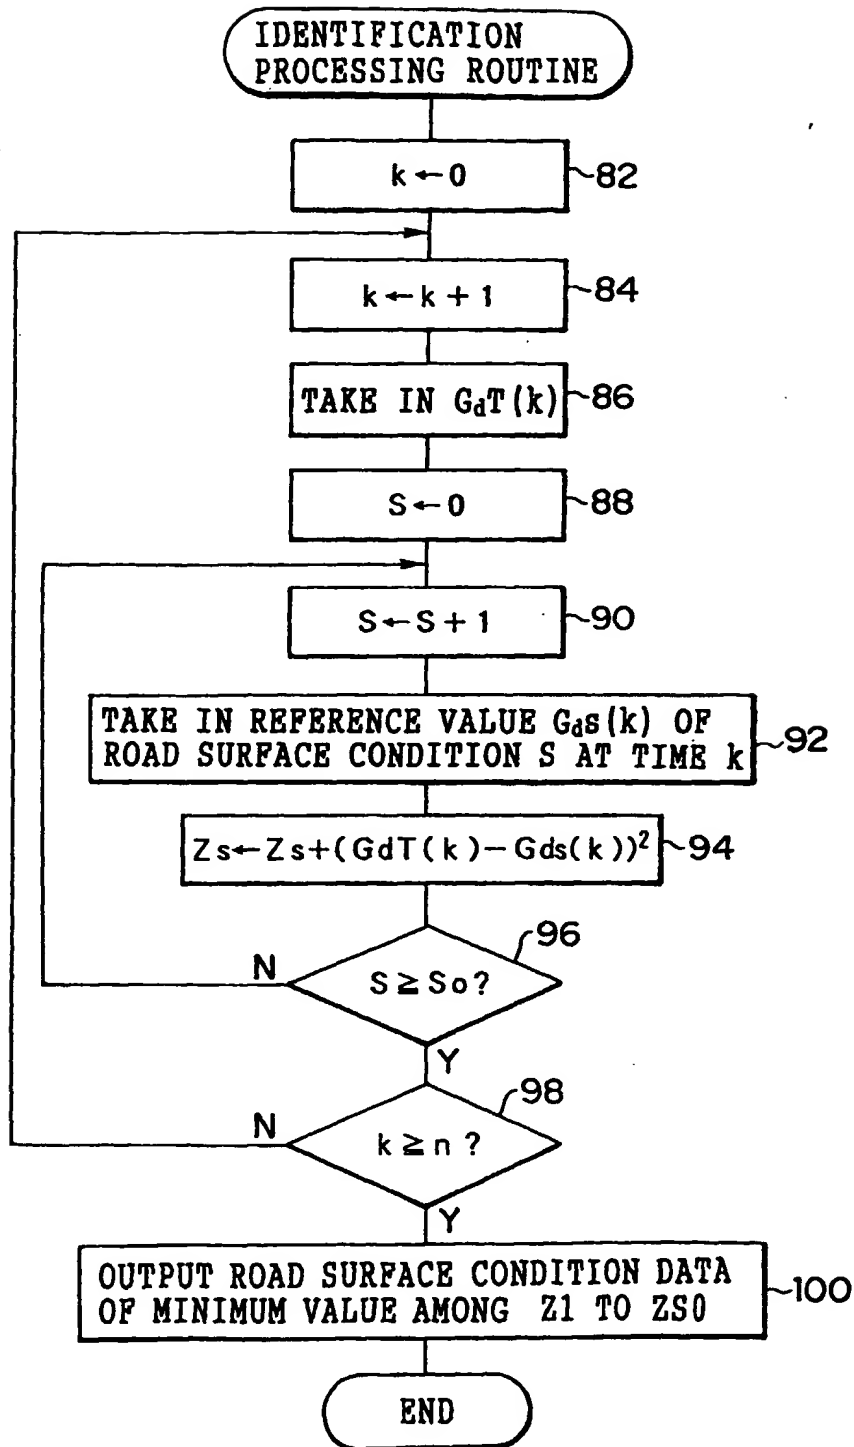 IDENTIFICATION
PROCESSING ROUTINE
k←0
82
k←k+1
84
TAKE IN GdT(k)
86
S←0
88
S←S+1
90
TAKE IN REFERENCE VALUE Gds(k) OF
ROAD SURFACE CONDITION S AT TIME k
92
Zs←Zs+(GdT(k)-Gds(k))²
94
96
N
S≧So?
Y
98
N
k≧n?
Y
OUTPUT ROAD SURFACE CONDITION DATA
OF MINIMUM VALUE AMONG Z1 TO ZS0
100
END